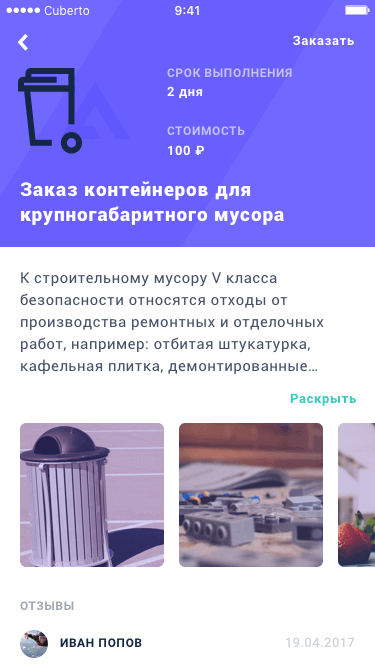 Cuberto 9:41
Заказать
СРОК ВЫПОЛНЕНИЯ
2 дня
СТОИМОСТЬ
100 ₽
Заказ контейнеров для
крупногабаритного мусора
К строительному мусору V класса
безопасности относятся отходы от
производства ремонтных и отделочных
работ, например: отбитая штукатурка,
кафельная плитка, демонтированные…
Раскрыть
ОТЗЫВЫ
ИВАН ПОПОВ 19.04.2017